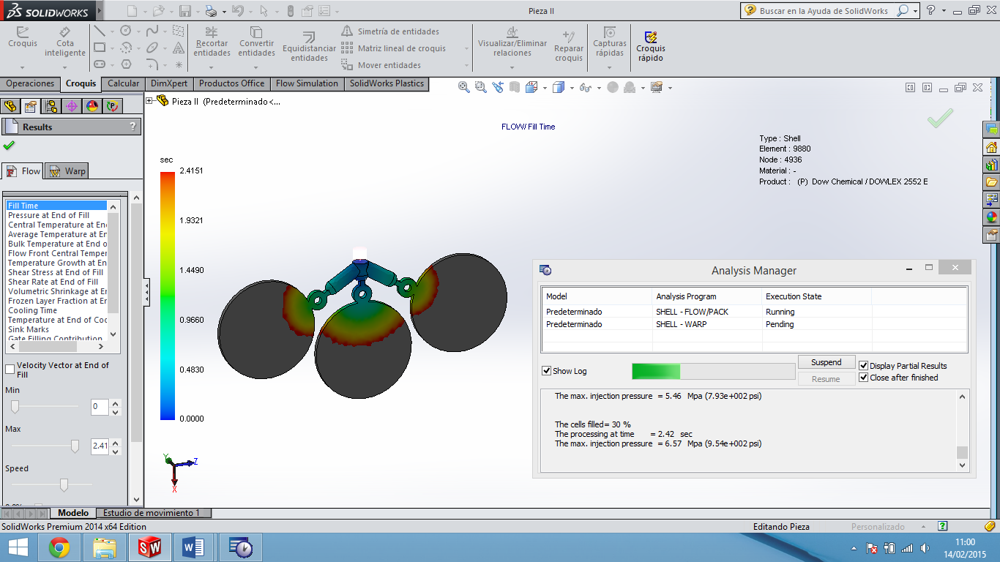 SOLIDWORKS
Pieza II
Buscar en la Ayuda de SolidWorks
Croquis
Cota inteligente
Recortar entidades
Convertir entidades
Equidistanciar entidades
Simetría de entidades
Matriz lineal de croquis
Mover entidades
Visualizar/Eliminar relaciones
Reparar croquis
Capturas rápidas
Croquis rápido
Operaciones
Croquis
Calcular
DimXpert
Productos Office
Flow Simulation
SolidWorks Plastics
Pieza II (Predeterminado<...
Results
?
Flow
Warp
Fill Time
Pressure at End of Fill
Central Temperature at En
Average Temperature at Er
Bulk Temperature at End o
Flow Front Central Temper
Temperature Growth at En
Shear Stress at End of Fill
Shear Rate at End of Fill
Volumetric Shrinkage at En
Frozen Layer Fraction at En
Cooling Time
Temperature at End of Coo
Sink Marks
Gate Filling Contribution
Velocity Vector at End of
Fill
Min
0
Max
2.41
Speed
FLOW/ Fill Time
sec
2.4151
1.9321
1.4490
0.9660
0.4830
0.0000
Type : Shell
Element : 9880
Node : 4936
Material : -
Product : (P) Dow Chemical / DOWLEX 2552 E
Y
Z
X
Analysis Manager
Model Analysis Program Execution State
Predeterminado SHELL - FLOW/PACK Running
Predeterminado SHELL - WARP Pending
Show Log
Suspend
Resume
Display Partial Results
Close after finished
The max. injection pressure = 5.46 Mpa (7.93e+002 psi)
The cells filled= 30 %
The processing at time = 2.42 sec
The max. injection pressure = 6.57 Mpa (9.54e+002 psi)
Modelo
Estudio de movimiento 1
SolidWorks Premium 2014 x64 Edition
Editando Pieza
Personalizado
11:00
14/02/2015